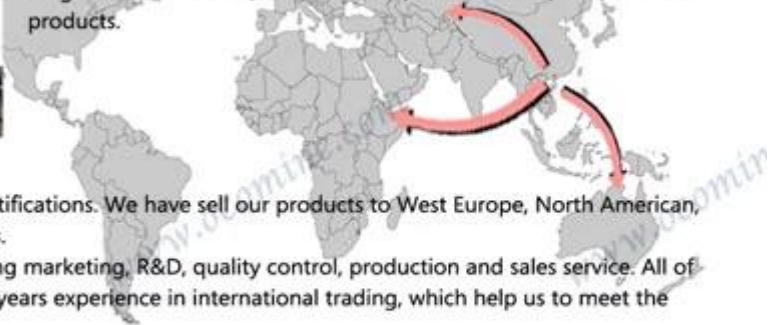 products.
tifications. We have sell our products to West Europe, North American,
s.
ng marketing, R&D, quality control, production and sales service. All of
years experience in international trading, which help us to meet the